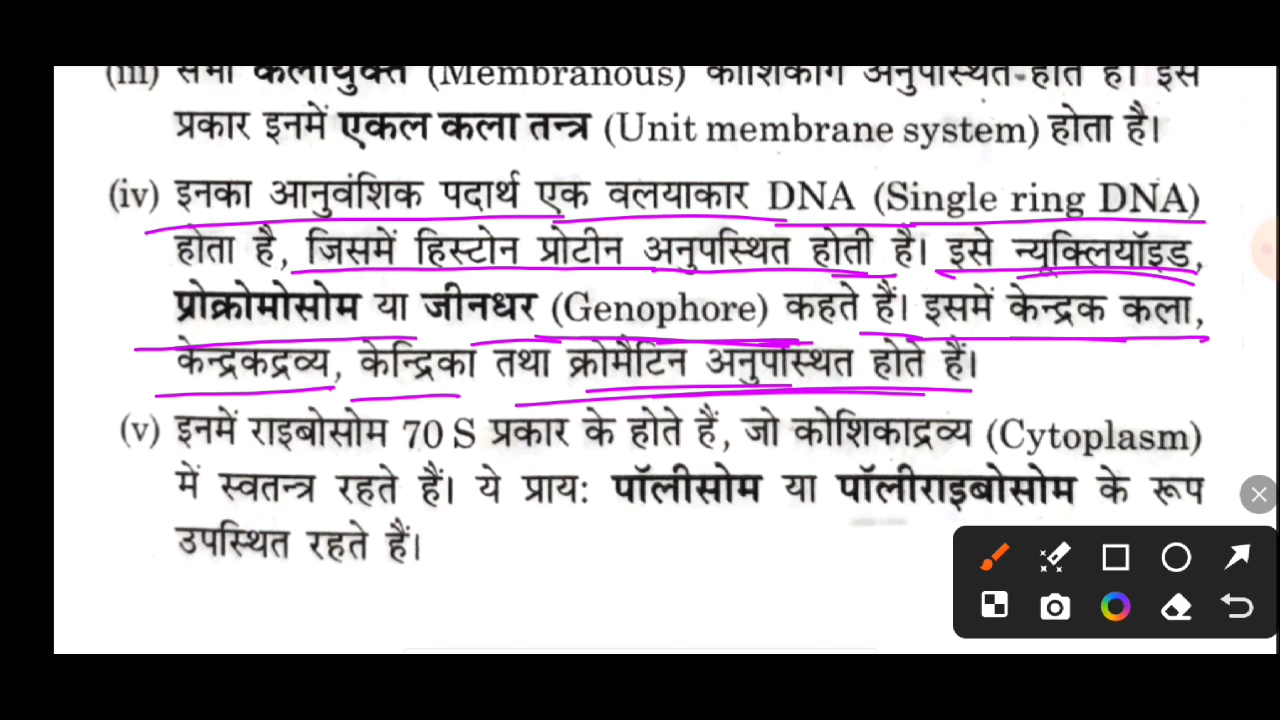 (iii) सभी कलायुक्त (Membranous) कोशिकांग अनुपस्थित-होते हैं। इस
प्रकार इनमें एकल कला तन्त्र (Unit membrane system) होता है।
(iv) इनका आनुवंशिक पदार्थ एक वलयाकार DNA (Single ring DNA)
होता है, जिसमें हिस्टोन प्रोटीन अनुपस्थित होती है। इसे न्यूक्लियॉइड,
प्रोक्रोमोसोम या जीनधर (Genophore) कहते हैं। इसमें केन्द्रक कला,
केन्द्रकद्रव्य, केन्द्रिका तथा क्रोमैटिन अनुपस्थित होते हैं।
(v) इनमें राइबोसोम 70 S प्रकार के होते हैं, जो कोशिकाद्रव्य (Cytoplasm)
में स्वतन्त्र रहते हैं। ये प्राय: पॉलीसोम या पॉलीराइबोसोम के रूप
उपस्थित रहते हैं।